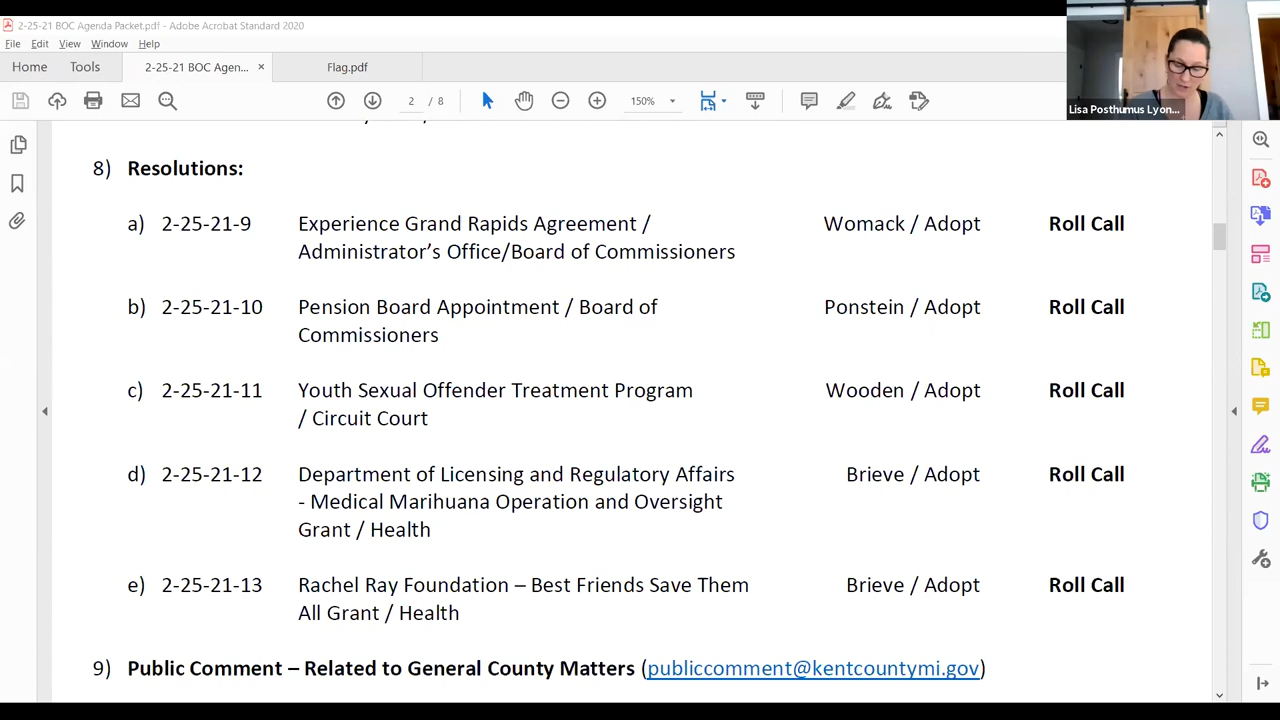 2-25-21 BOC Agenda Packet.pdf - Adobe Acrobat Standard 2020
File Edit View Window Help
Home Tools 2-25-21 BOC Agen... × Flag.pdf
2 / 8 150%
Lisa Posthumus Lyon...
8) Resolutions:
a) 2-25-21-9 Experience Grand Rapids Agreement / Womack / Adopt Roll Call
Administrator's Office/Board of Commissioners
b) 2-25-21-10 Pension Board Appointment / Board of Ponstein / Adopt Roll Call
Commissioners
c) 2-25-21-11 Youth Sexual Offender Treatment Program Wooden / Adopt Roll Call
/ Circuit Court
d) 2-25-21-12 Department of Licensing and Regulatory Affairs Brieve / Adopt Roll Call
- Medical Marihuana Operation and Oversight
Grant / Health
e) 2-25-21-13 Rachel Ray Foundation – Best Friends Save Them Brieve / Adopt Roll Call
All Grant / Health
9) Public Comment – Related to General County Matters (publiccomment@kentcountymi.gov)